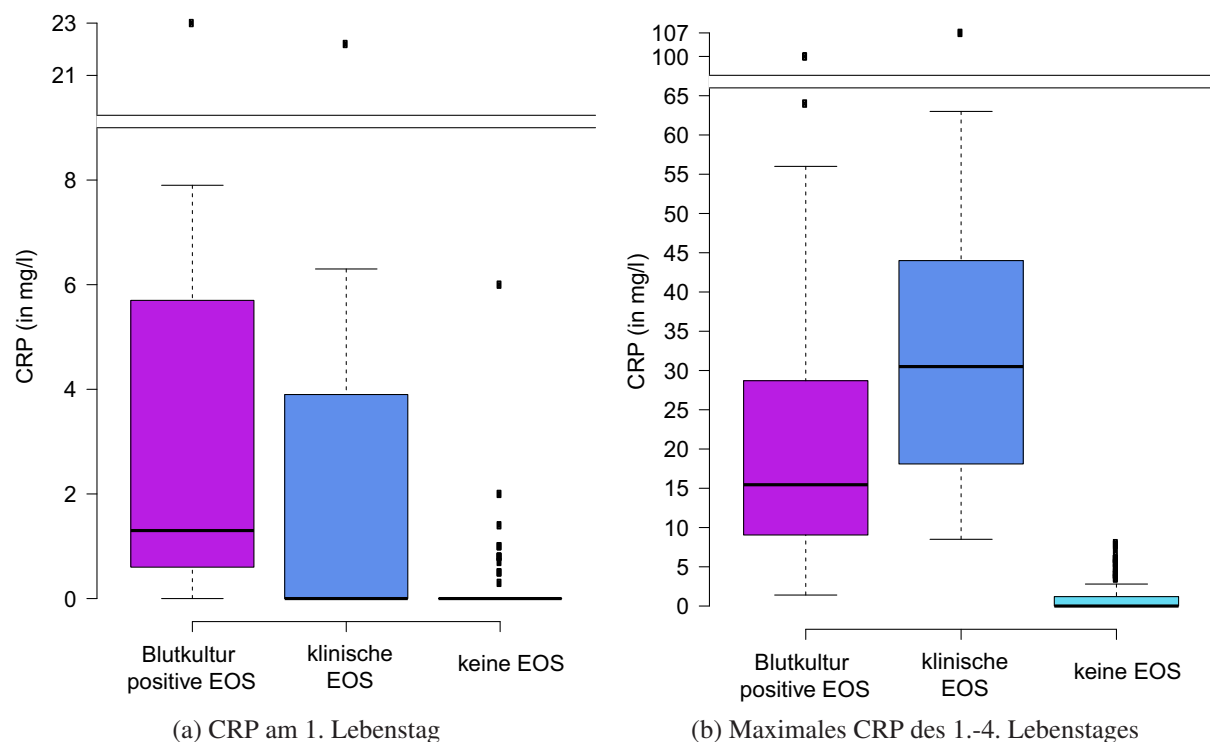 23
21
8
6
4
2
0
CRP (in mg/l)
Blutkultur
positive EOS
klinische
EOS
keine EOS
(a) CRP am 1. Lebenstag
107
100
65
60
55
50
45
40
35
30
25
20
15
10
5
0
CRP (in mg/l)
Blutkultur
positive EOS
klinische
EOS
keine EOS
(b) Maximales CRP des 1.-4. Lebenstages